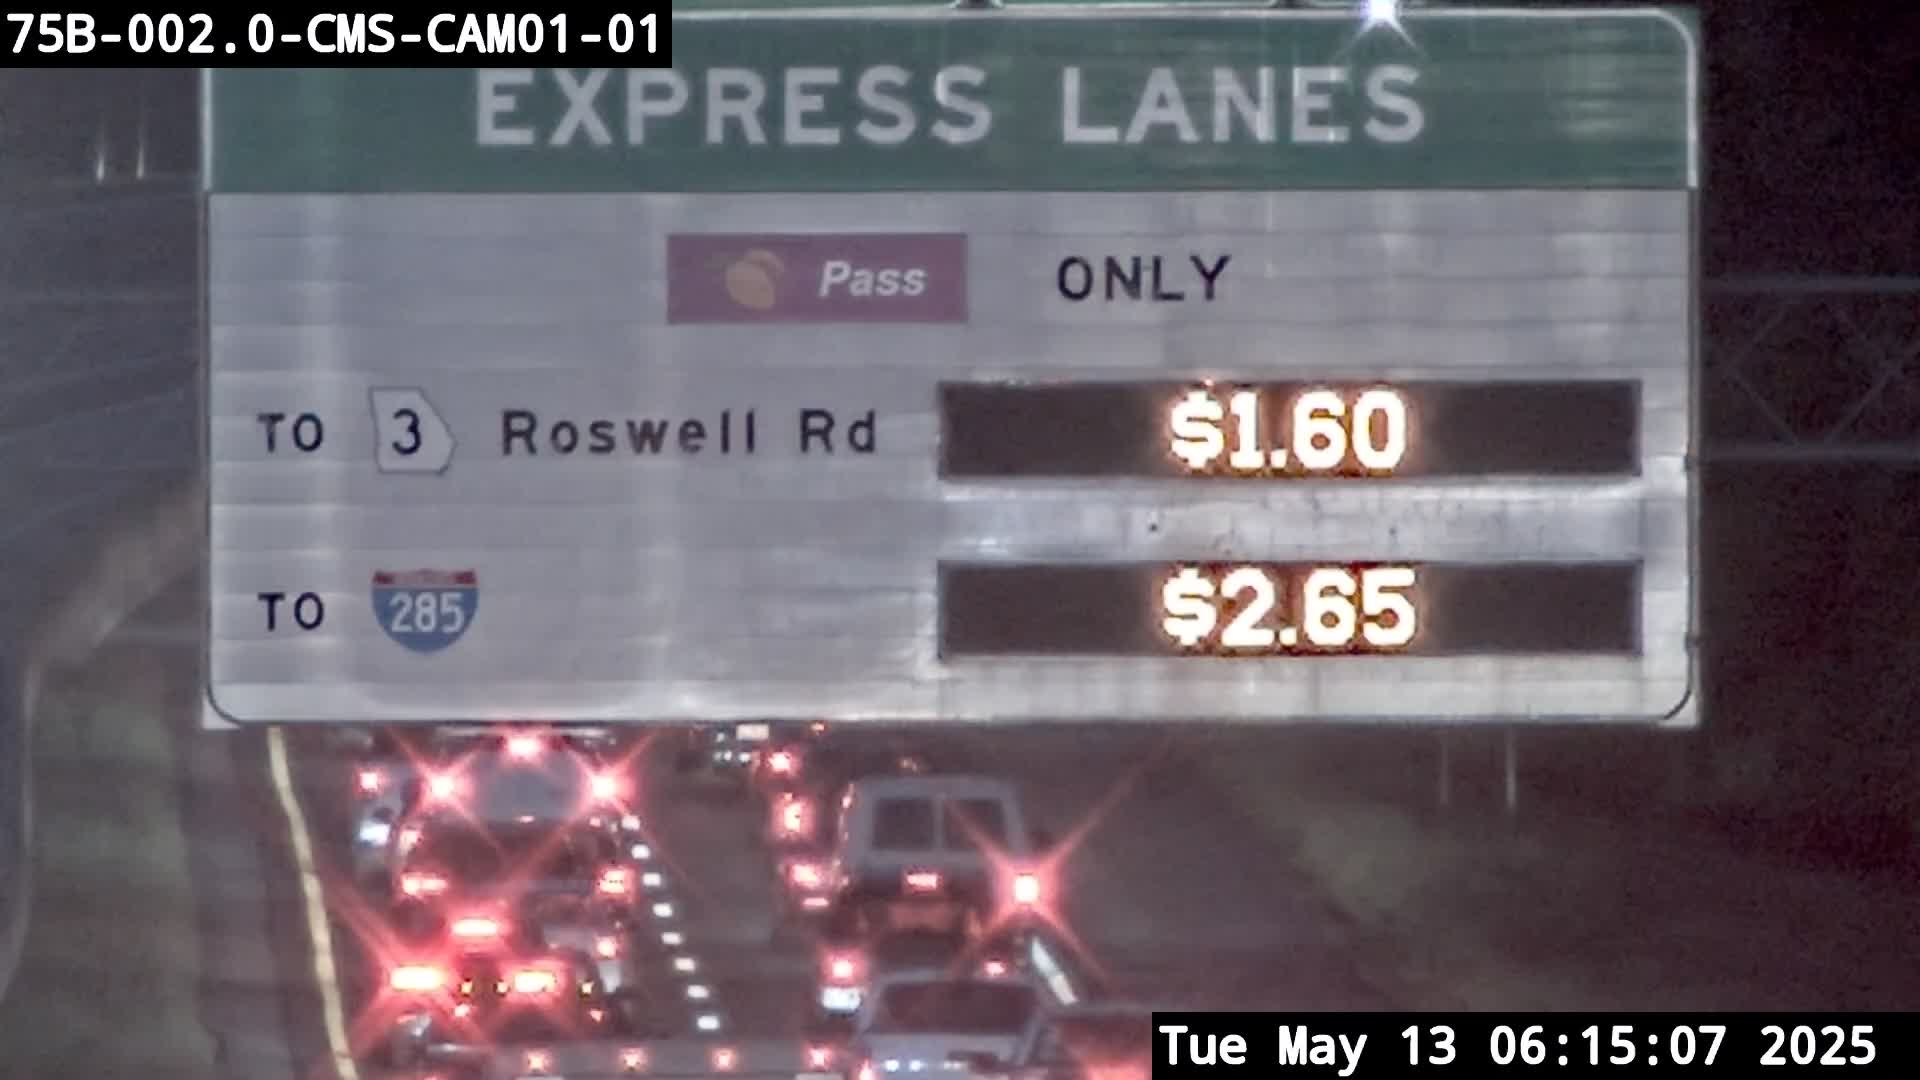 75B-002.0-CMS-CAM01-01
EXPRESS LANES
Pass ONLY
TO 3 Roswell Rd $1.60
TO 285 $2.65
Tue May 13 06:15:07 2025